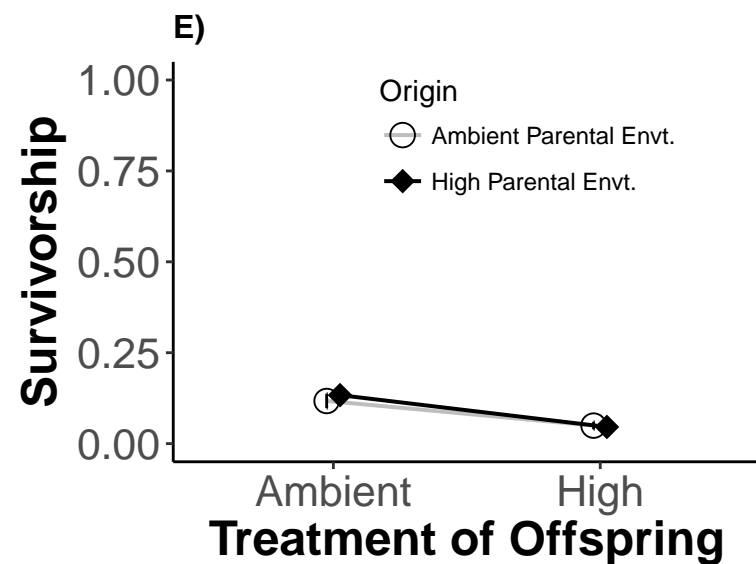 E)
Survivorship
1.00
0.75
0.50
0.25
0.00
Origin
Ambient Parental Envt.
High Parental Envt.
Ambient
High
Treatment of Offspring